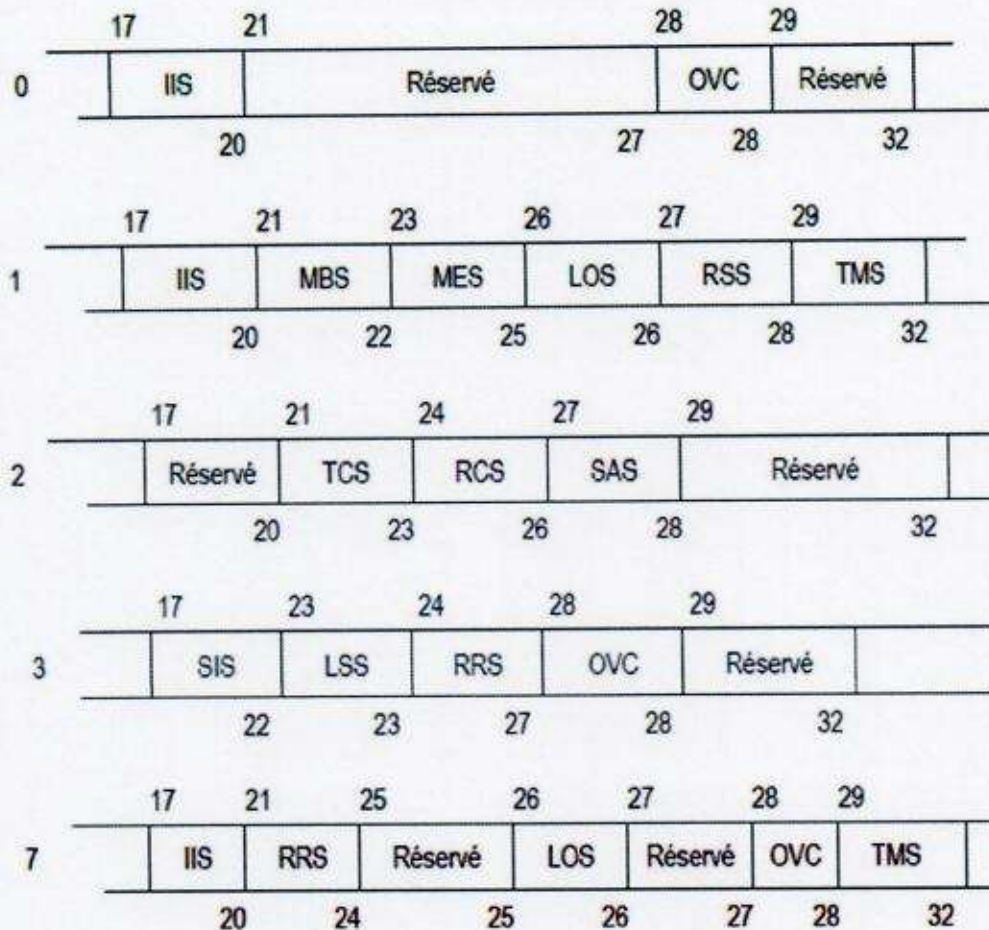 17 21 28 29
0 IIS Réservé OVC Réservé
20 27 28 32
17 21 23 26 27 29
1 IIS MBS MES LOS RSS TMS
20 22 25 26 28 32
17 21 24 27 29
2 Réservé TCS RCS SAS Réservé
20 23 26 28 32
17 23 24 28 29
3 SIS LSS RRS OVC Réservé
22 23 27 28 32
17 21 25 26 27 28 29
7 IIS RRS Réservé LOS Réservé OVC TMS
20 24 25 26 27 28 32